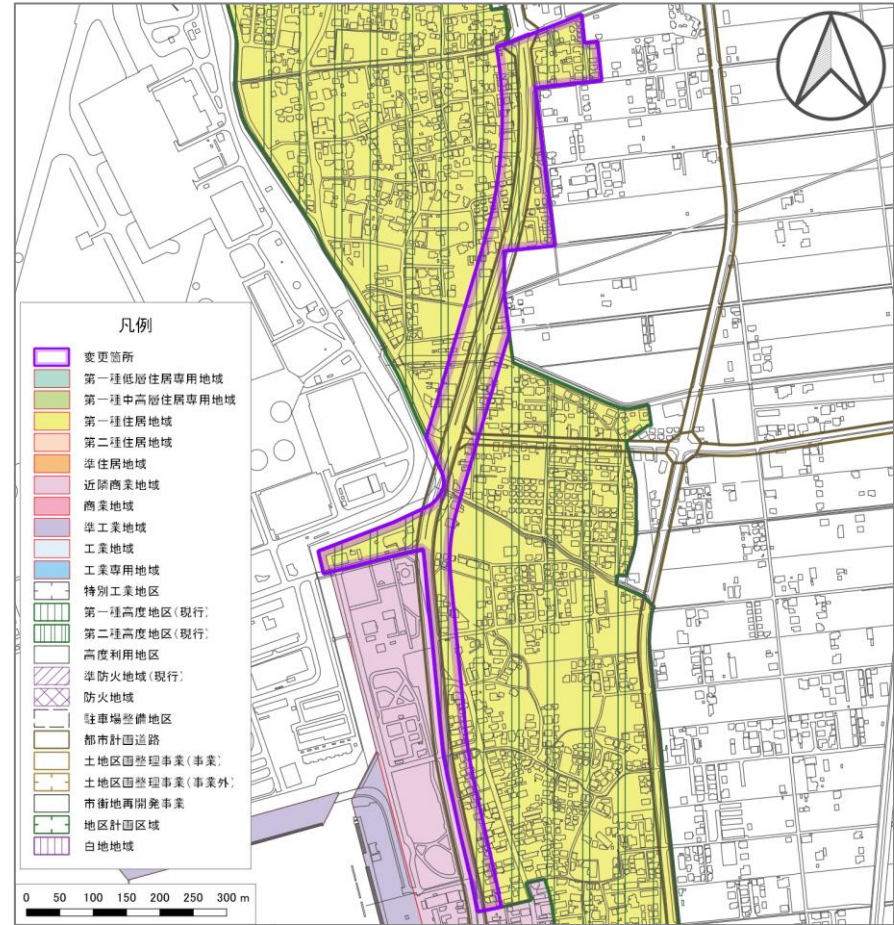 凡例
変更箇所
第一種低層住居専用地域
第一種中高層住居専用地域
第一種住居地域
第二種住居地域
準住居地域
近隣商業地域
商業地域
準工業地域
工業地域
工業専用地域
特別工業地区
第一種高度地区(現行)
第二種高度地区(現行)
高度利用地区
準防火地域(現行)
防火地域
駐車場整備地区
都市計画道路
土地区画整理事業(事業)
土地区画整理事業(事業外)
市街地再開発事業
地区計画区域
白地地域
0 50 100 150 200 250 300 m